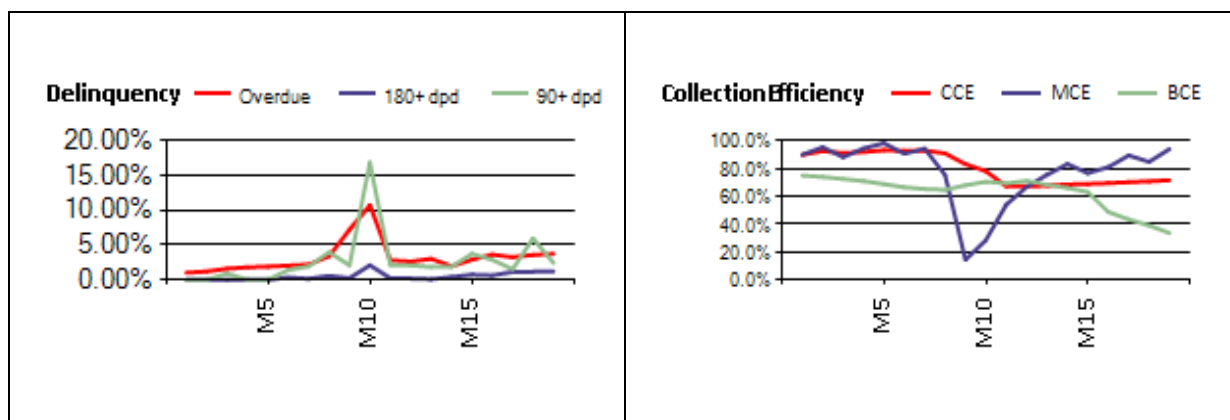 Delinquency Overdue 180+ dpd 90+ dpd
20.00%
15.00%
10.00%
5.00%
0.00%
M5
M10
M15
Collection Efficiency CCE MCE BCE
100.0%
80.0%
60.0%
40.0%
20.0%
0.0%
M5
M10
M15